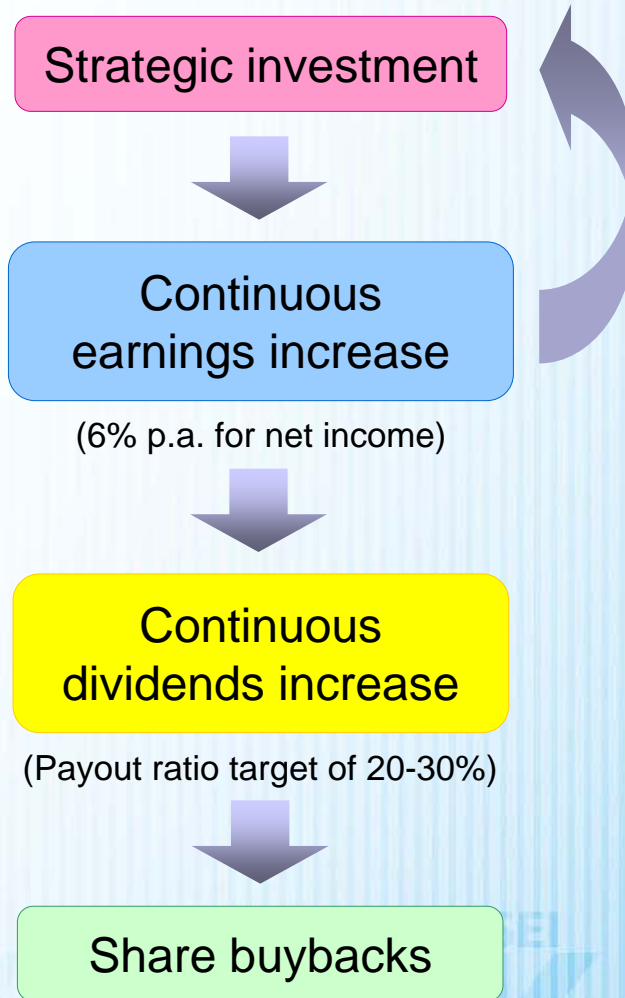 Strategic investment
Continuous
earnings increase
(6% p.a. for net income)
Continuous
dividends increase
(Payout ratio target of 20-30%)
Share buybacks